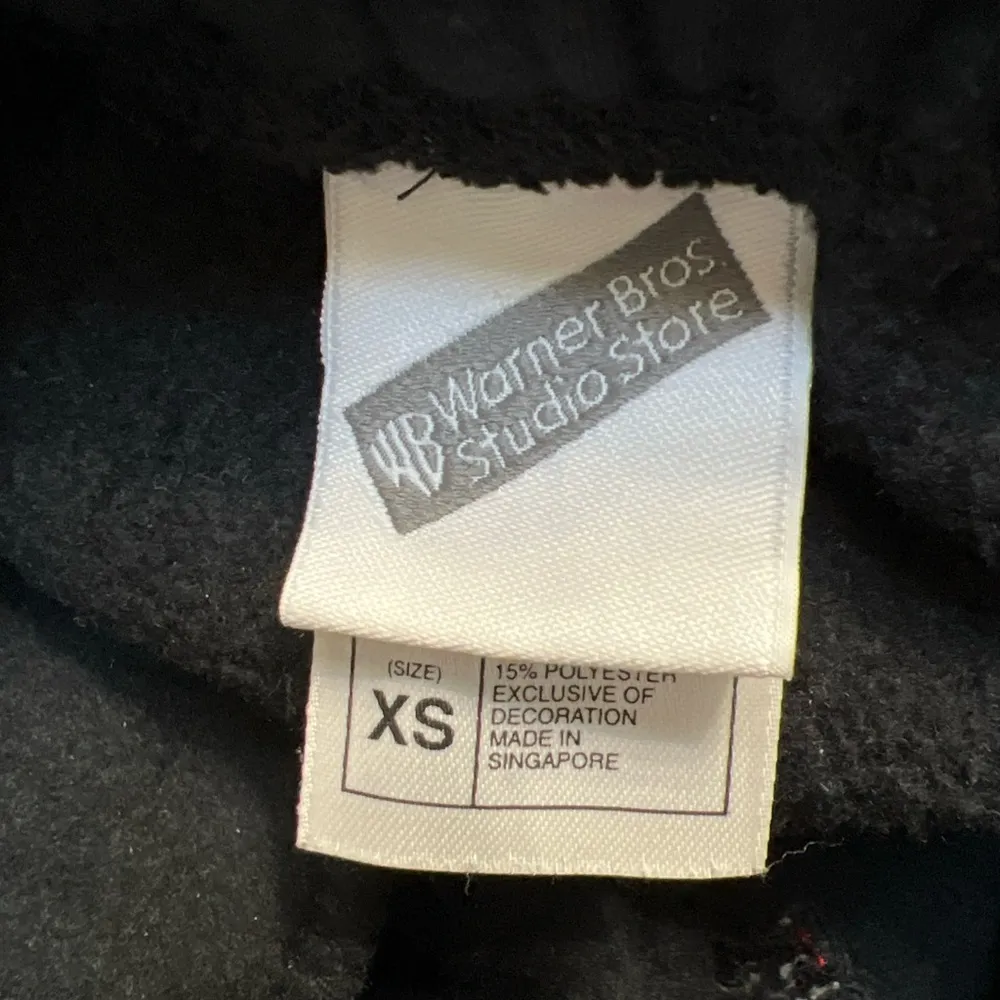 WB Warner Bros.
Studio Store
(SIZE)
XS
15% POLYESTER
EXCLUSIVE OF
DECORATION
MADE IN
SINGAPORE